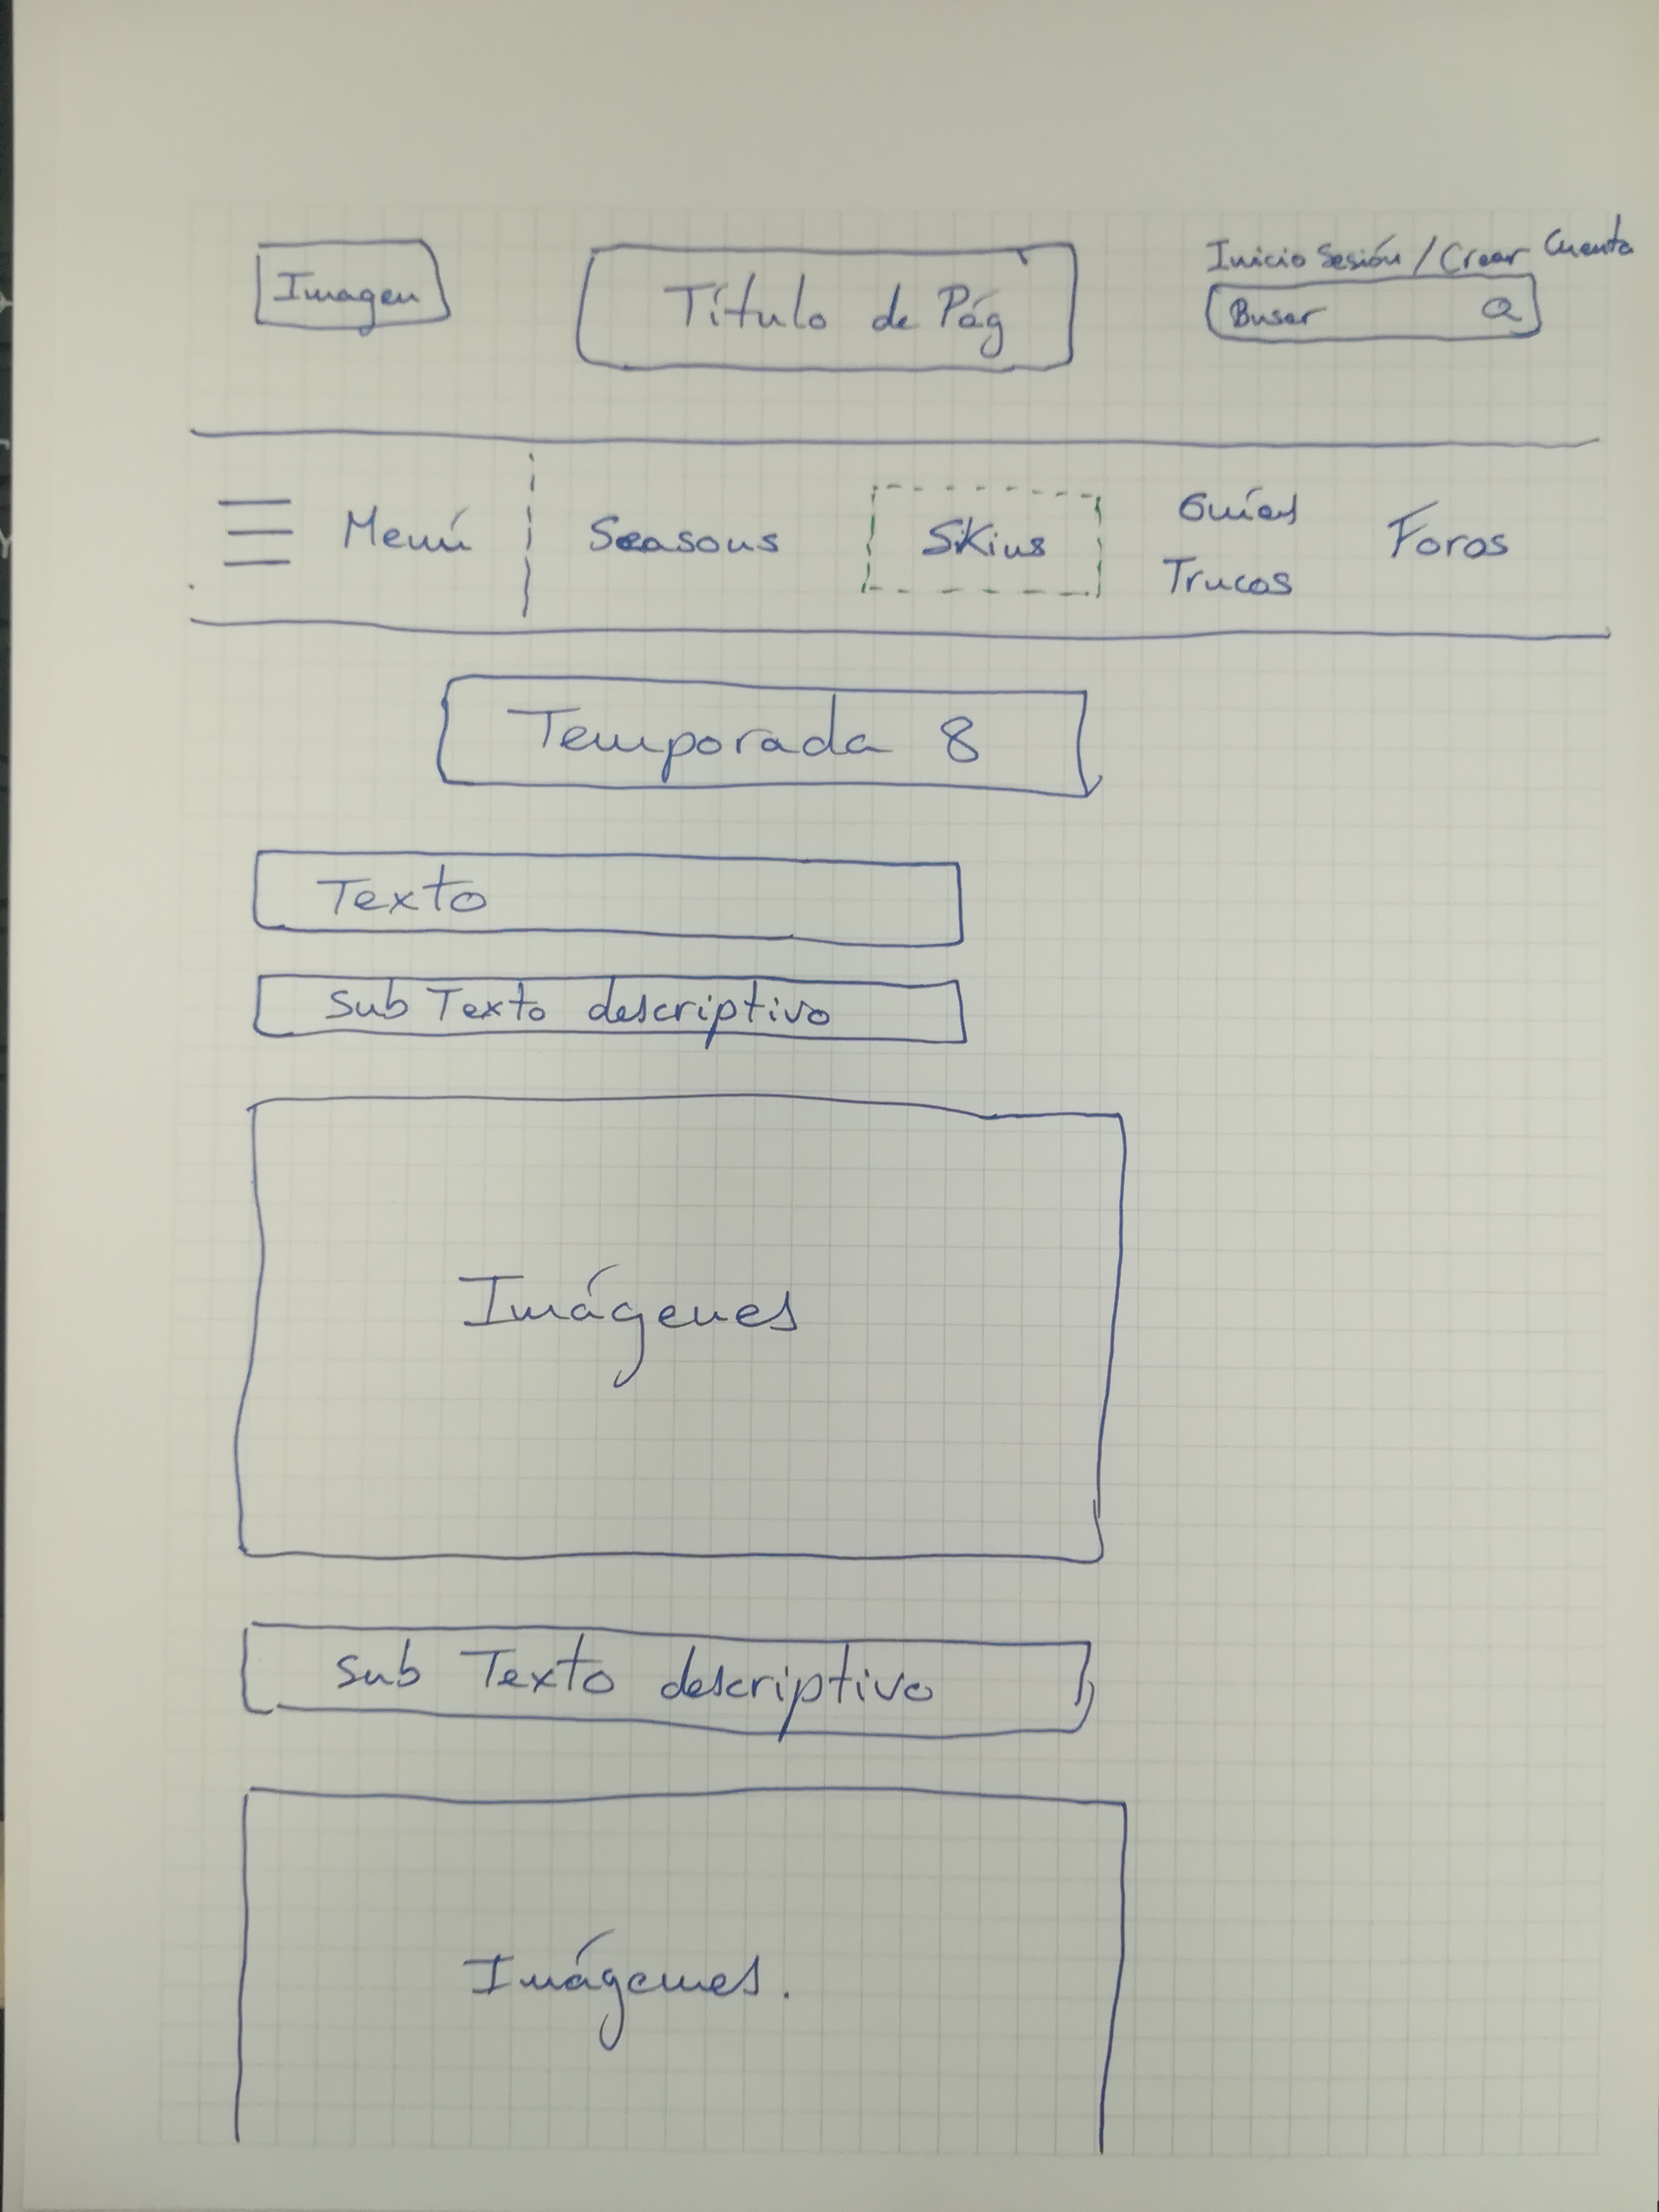 Imagen
Título de Pág
Inicio Sesión / Crear Cuenta
Busar
Menú
Seasons
Skins
Guías
Trucos
Foros
Temporada 8
Texto
Sub Texto descriptivo
Imágenes
Sub Texto descriptivo
Imágenes.